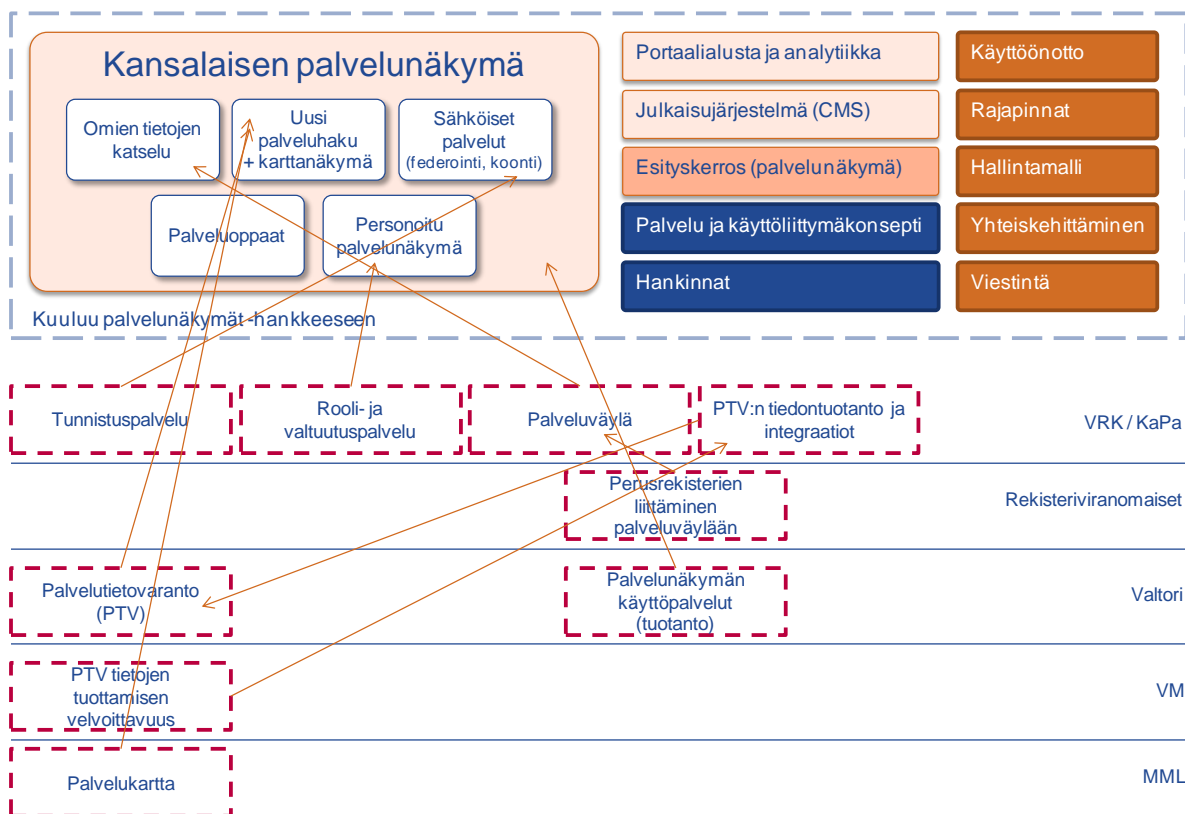 Kansalaisen palvelunäkymä
Omien tietojen
katselu
Uusi
palveluhaku
+ karttanäkymä
Sähköiset
palvelut
(federointi, koonti)
Palveluoppaat
Personoitu
palvelunäkymä
Kuuluu palvelunäkymät -hankkeeseen
Portaalialusta ja analytiikka
Julkaisujärjestelmä (CMS)
Esityskerros (palvelunäkymä)
Palvelu ja käyttöliittymäkonsepti
Hankinnat
Käyttöönotto
Rajapinnat
Hallintamalli
Yhteiskehittäminen
Viestintä
Tunnistuspalvelu
Rooli- ja
valtuutuspalvelu
Palveluväylä
PTV:n tiedontuotanto ja
integraatiot
VRK / KaPa
Perusrekisterien
liittäminen
palveluväylään
Rekisteriviranomaiset
Palvelutietovaranto
(PTV)
Palvelunäkymän
käyttöpalvelut
(tuotanto)
Valtori
PTV tietojen
tuottamisen
velvoittavuus
VM
Palvelukartta
MML